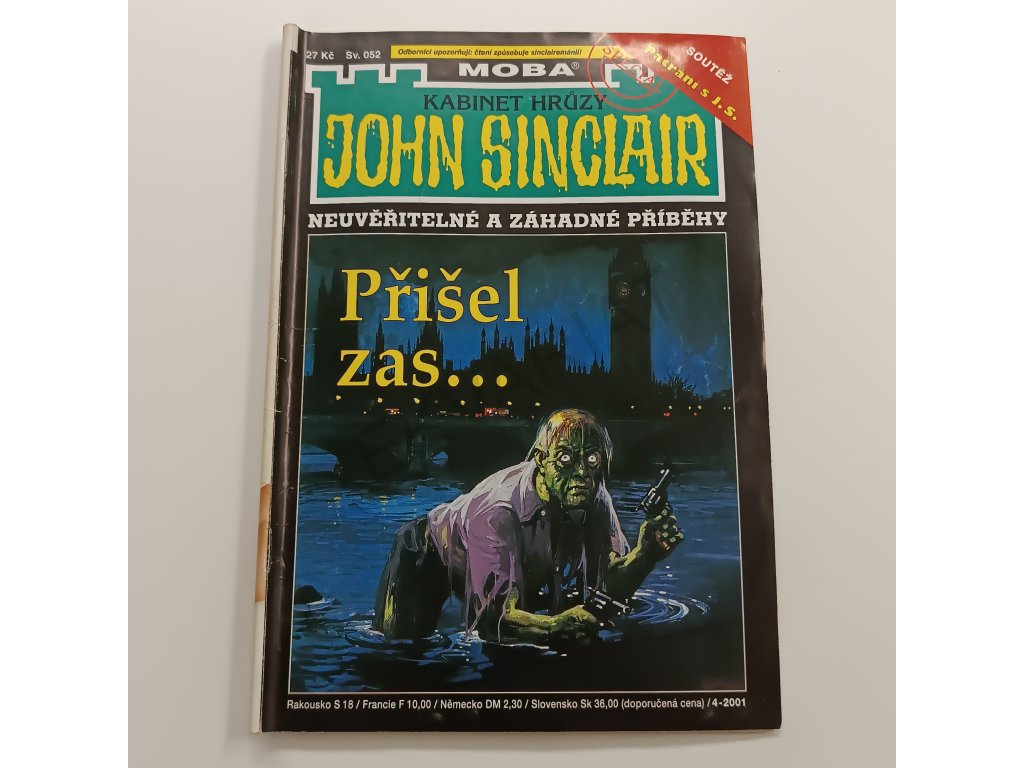 27 Kč Sv. 052
Odborníci upozorňují: čtení způsobuje sinclairománii!
SOUTĚŽ
Pátrání s J. S.
MOBA®
KABINET HRŮZY
JOHN SINCLAIR
NEUVĚŘITELNÉ A ZÁHADNÉ PŘÍBĚHY
Přišel
zas...
Rakousko S 18 / Francie F 10,00 / Německo DM 2,30 / Slovensko Sk 36,00 (doporučená cena) / 4-2001